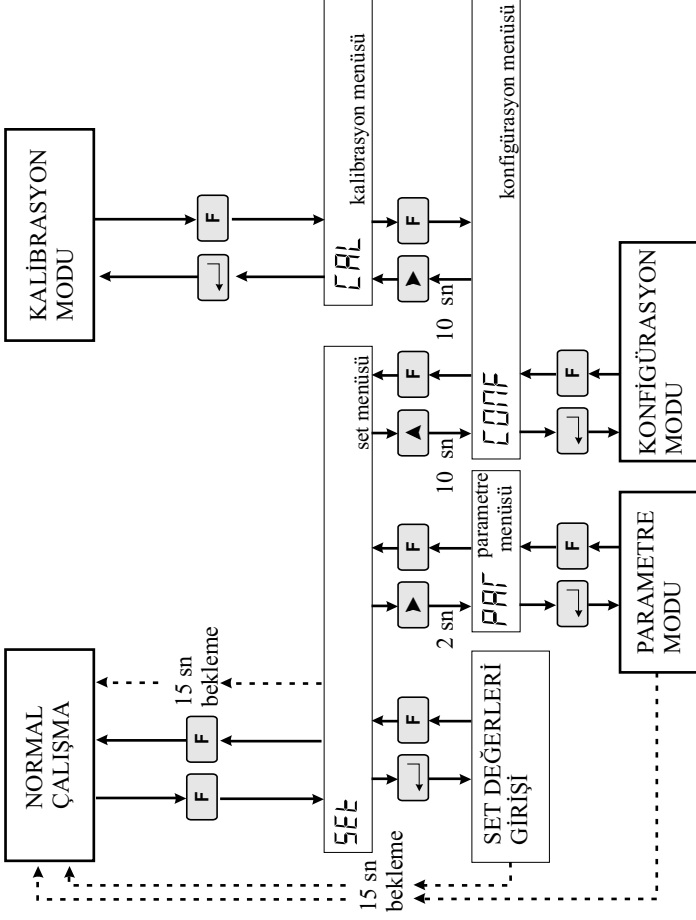 NORMAL
ÇALIŞMA
KALİBRASYON
MODU
F
F
15 sn
bekleme
F
SEt
set menüsü
CAL
kalibrasyon menüsü
15 sn
bekleme
F
2 sn
F
10 sn
F
10 sn
F
SET DEĞERLERİ
GİRİŞİ
PAr
parametre
menüsü
CONF
konfigürasyon menüsü
F
F
PARAMETRE
MODU
KONFİGÜRASYON
MODU